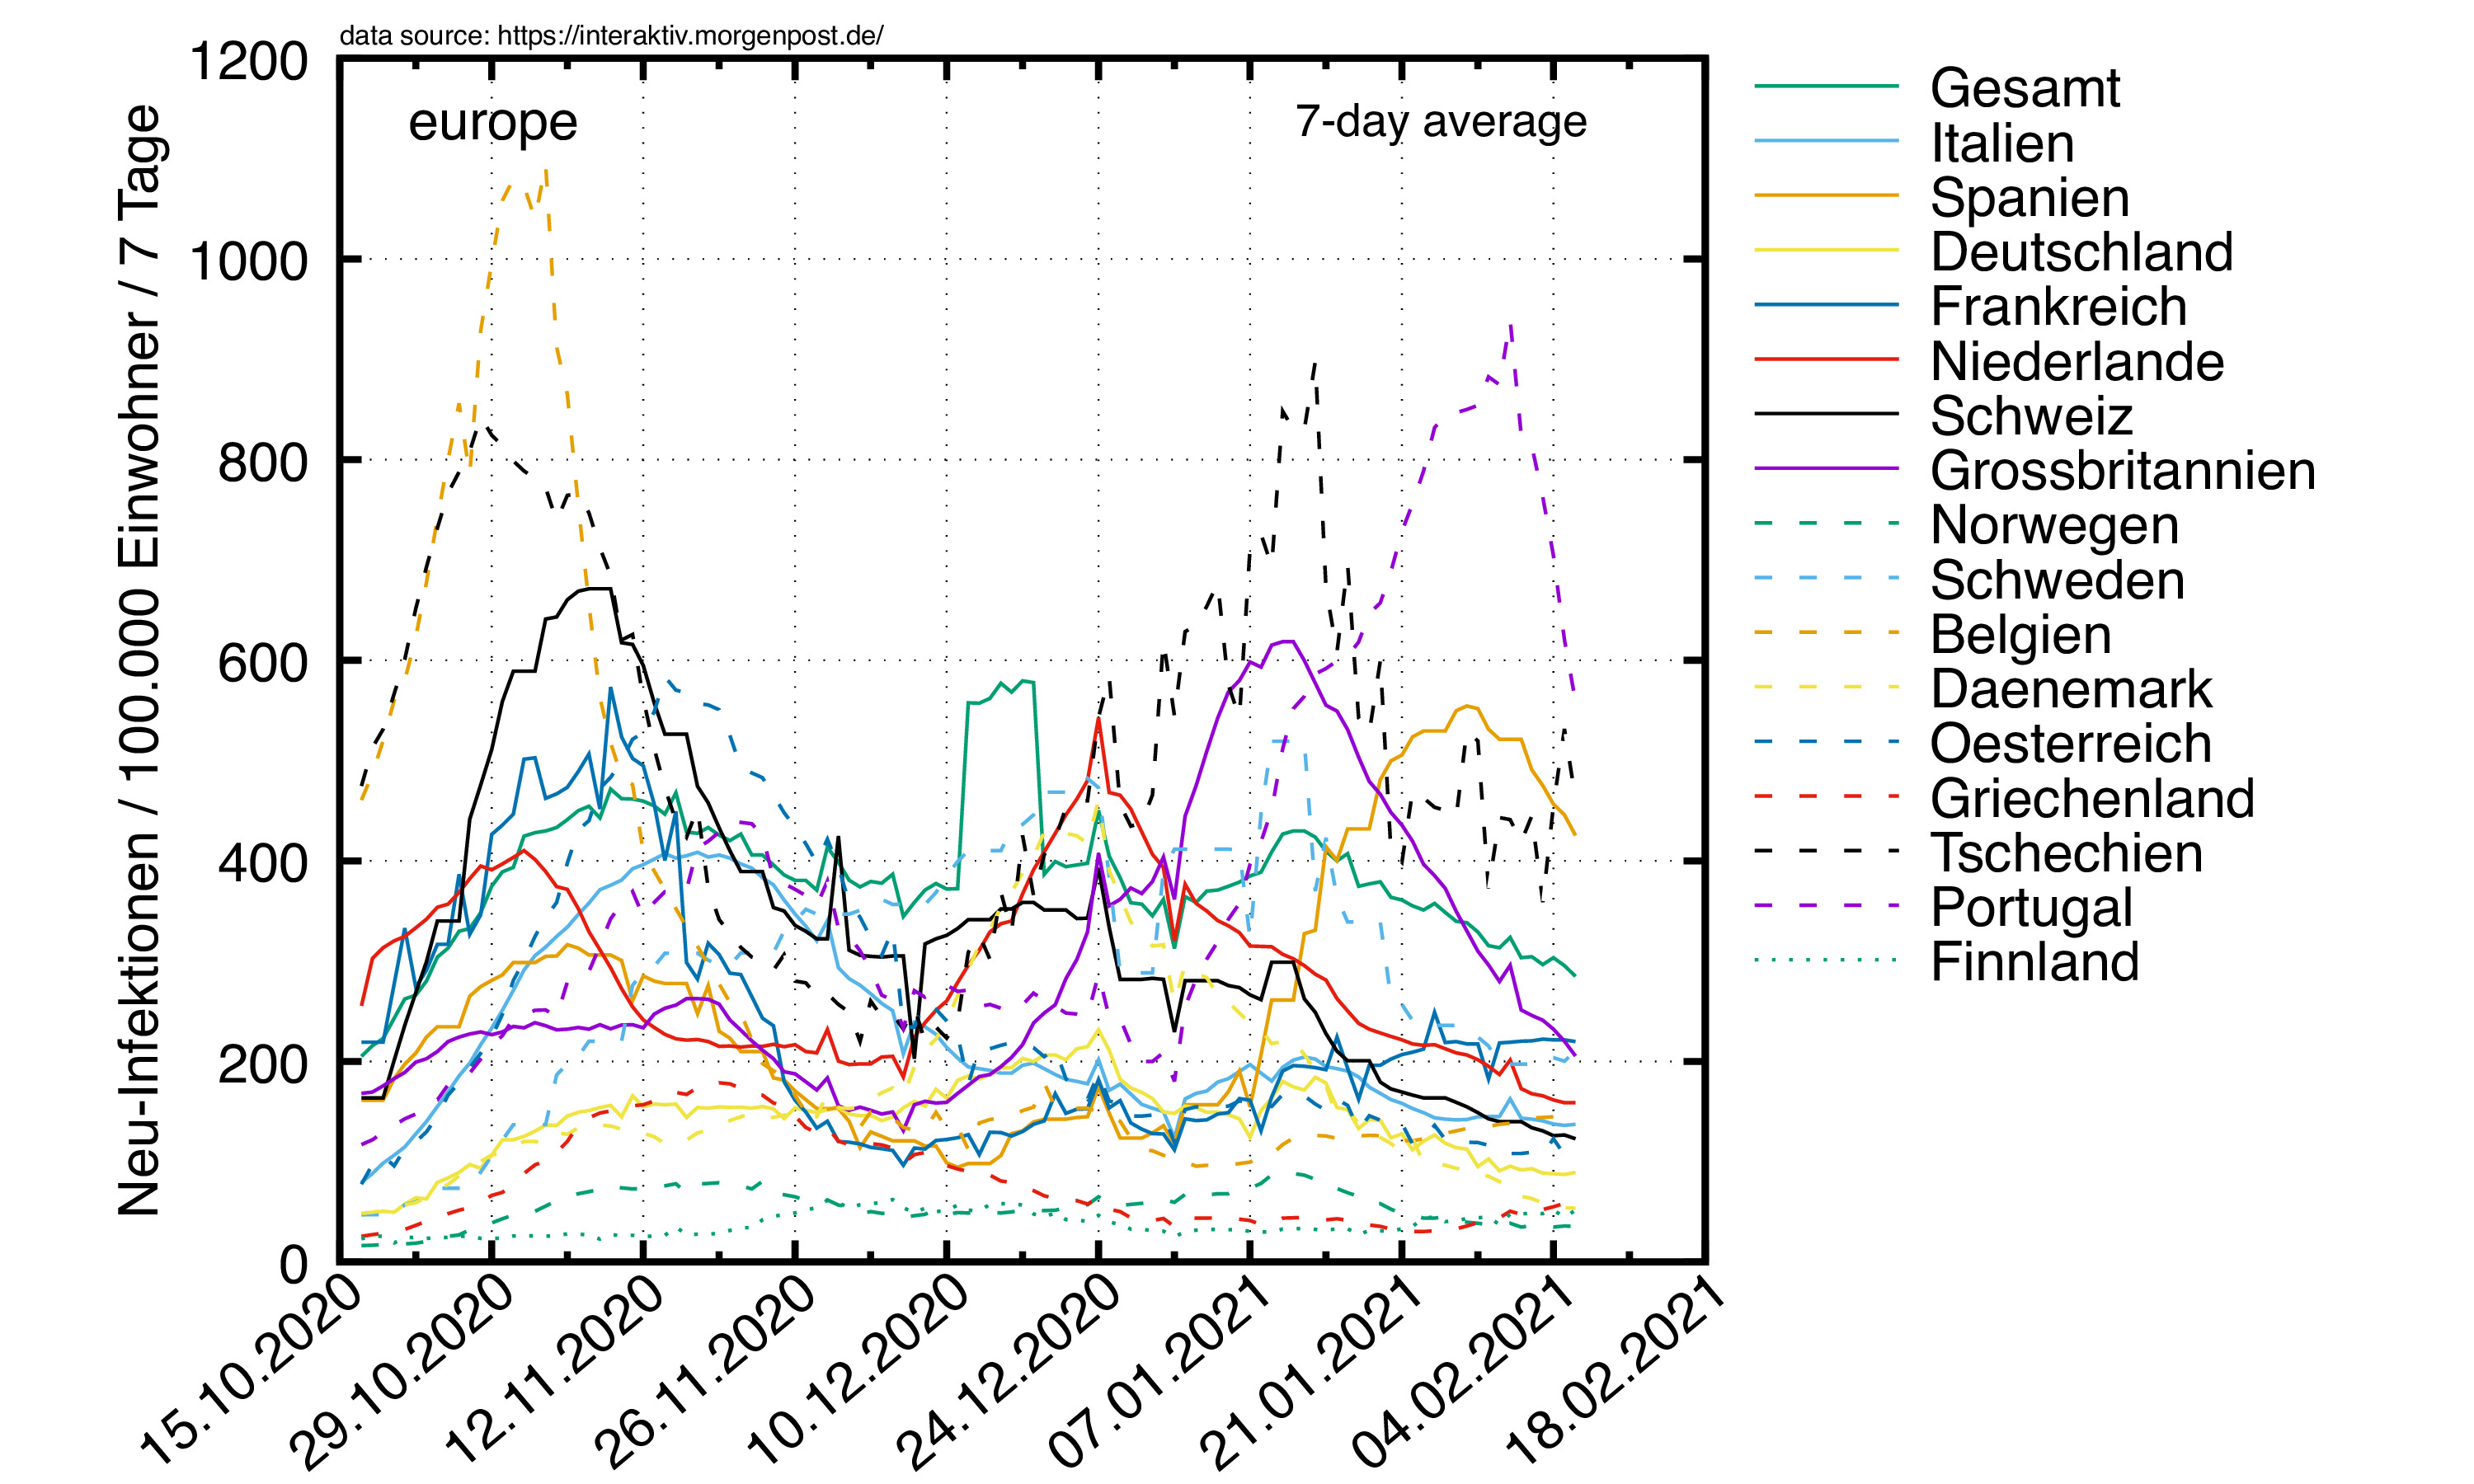 data source: https://interaktiv.morgenpost.de/
europe
7-day average
Neu-Infektionen / 100.000 Einwohner / 7 Tage
1200
1000
800
600
400
200
0
15.10.2020
29.10.2020
12.11.2020
26.11.2020
10.12.2020
24.12.2020
07.01.2021
21.01.2021
04.02.2021
18.02.2021
Gesamt
Italien
Spanien
Deutschland
Frankreich
Niederlande
Schweiz
Grossbritannien
Norwegen
Schweden
Belgien
Daenemark
Oesterreich
Griechenland
Tschechien
Portugal
Finnland